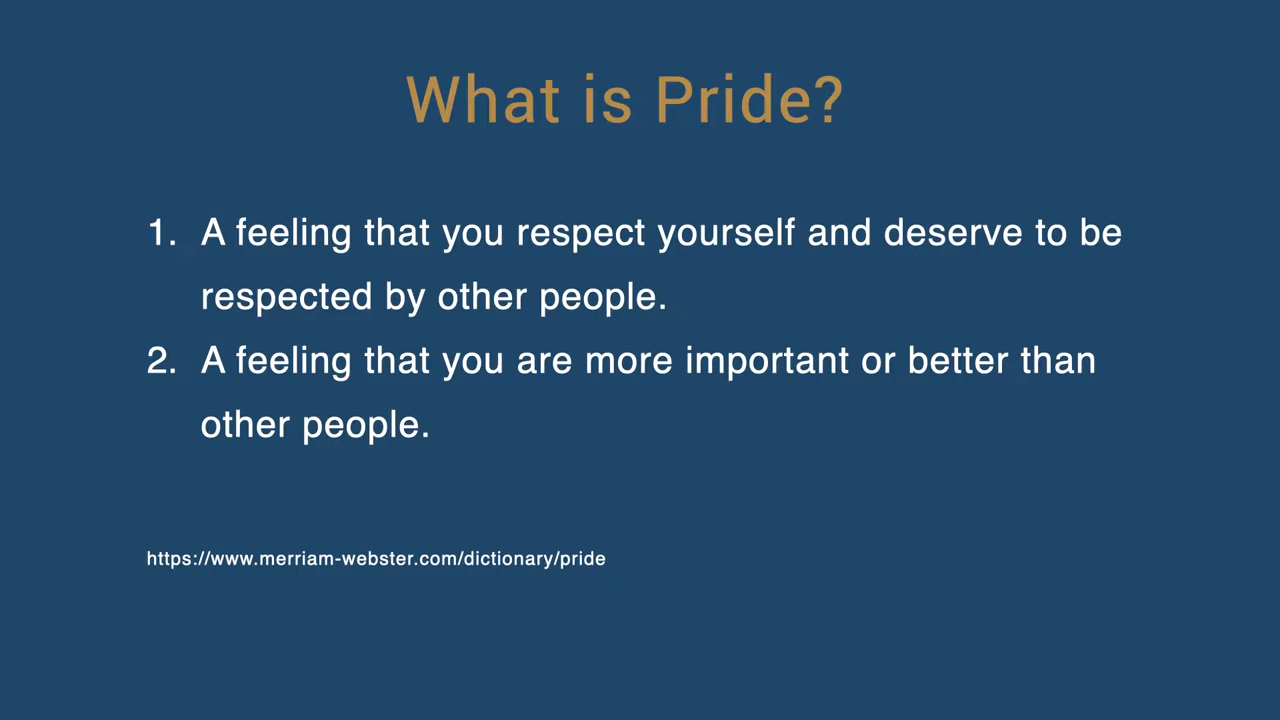 What is Pride?
1. A feeling that you respect yourself and deserve to be
respected by other people.
2. A feeling that you are more important or better than
other people.
https://www.merriam-webster.com/dictionary/pride